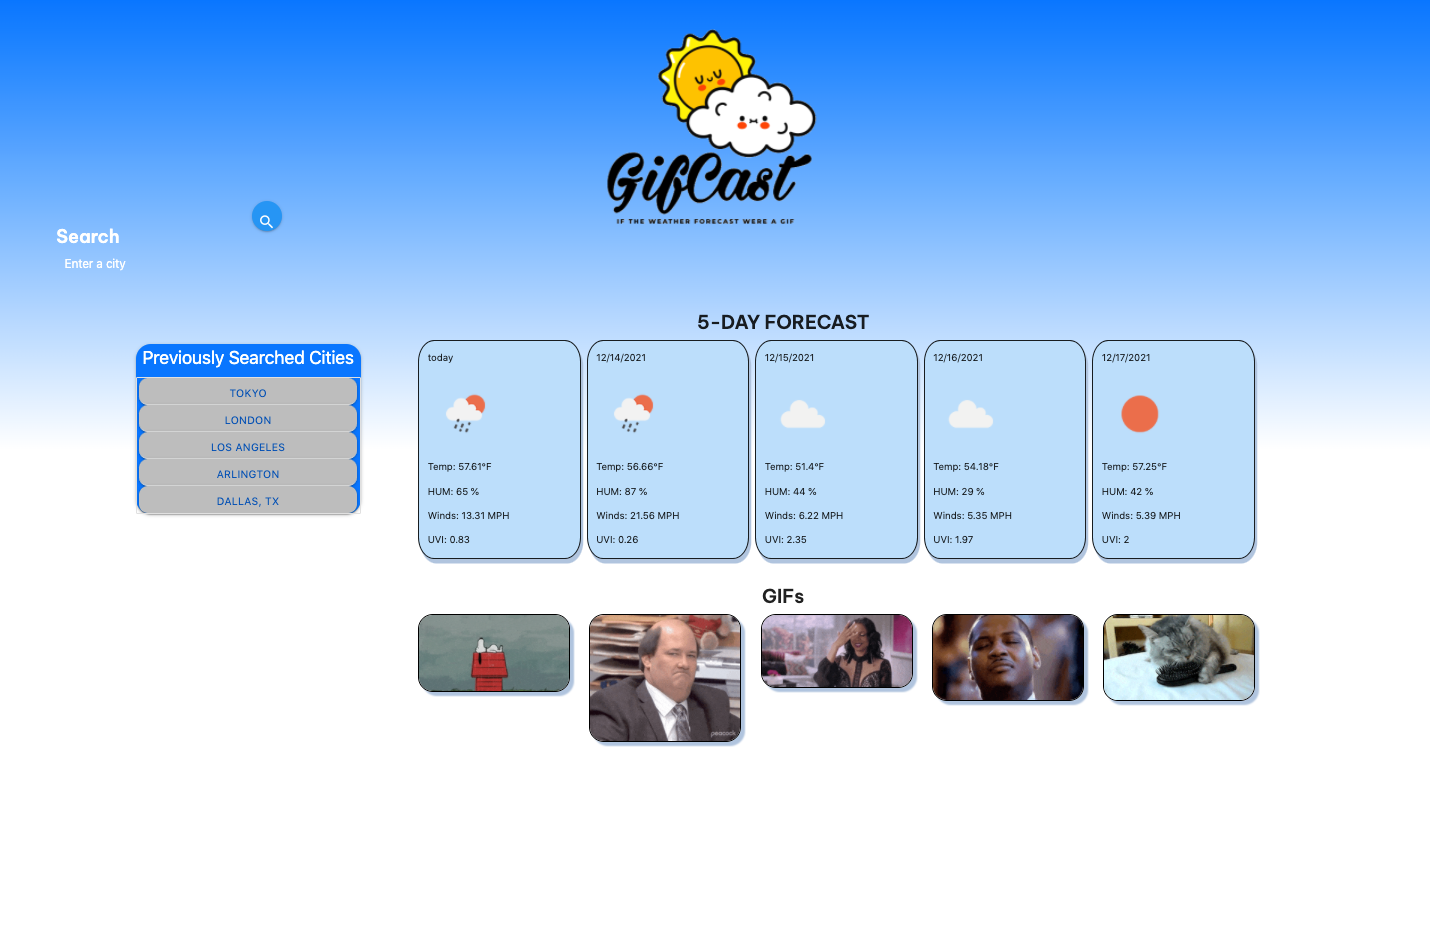 GifCast
IF THE WEATHER FORECAST WERE A GIF
Search
Enter a city
Previously Searched Cities
TOKYO
LONDON
LOS ANGELES
ARLINGTON
DALLAS, TX
5-DAY FORECAST
today
Temp: 57.61°F
HUM: 65 %
Winds: 13.31 MPH
UVI: 0.83
12/14/2021
Temp: 56.66°F
HUM: 87 %
Winds: 21.56 MPH
UVI: 0.26
12/15/2021
Temp: 51.4°F
HUM: 44 %
Winds: 6.22 MPH
UVI: 2.35
12/16/2021
Temp: 54.18°F
HUM: 29 %
Winds: 5.35 MPH
UVI: 1.97
12/17/2021
Temp: 57.25°F
HUM: 42 %
Winds: 5.39 MPH
UVI: 2
GIFs
peacock